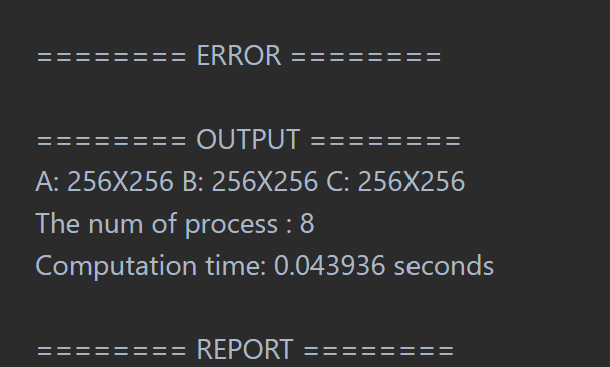 ======== ERROR ========
======== OUTPUT ========
A: 256X256 B: 256X256 C: 256X256
The num of process : 8
Computation time: 0.043936 seconds
======== REPORT ========